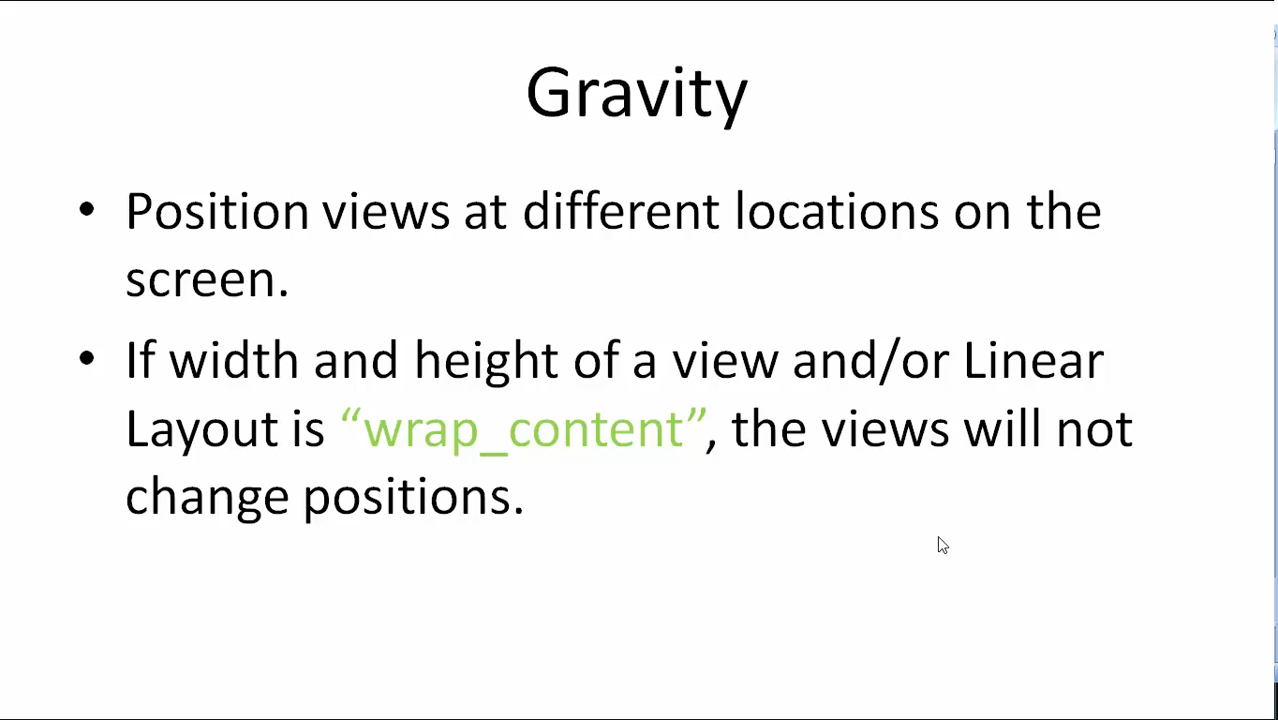 Gravity
• Position views at different locations on the
screen.
• If width and height of a view and/or Linear
Layout is “wrap_content”, the views will not
change positions.